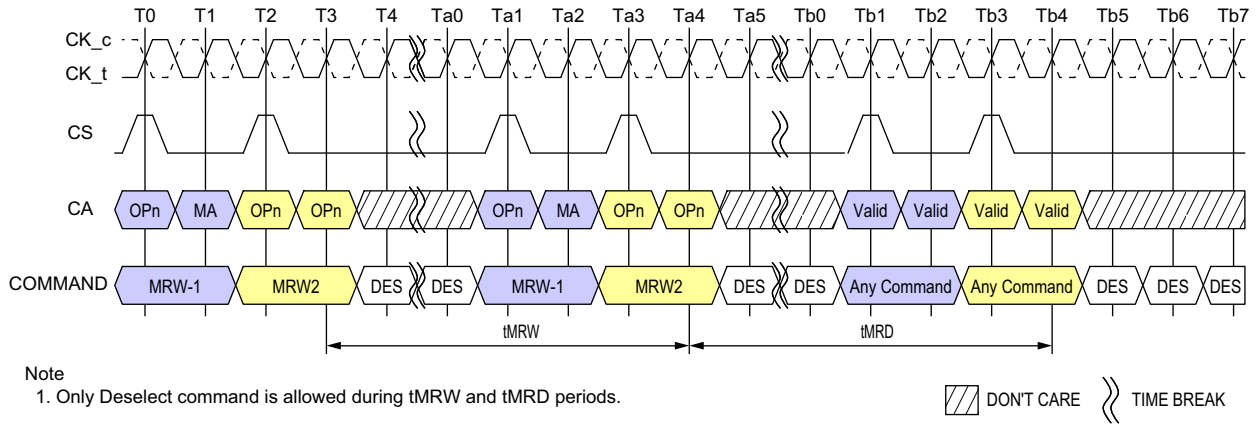 T0 T1 T2 T3 T4 Ta0 Ta1 Ta2 Ta3 Ta4 Ta5 Tb0 Tb1 Tb2 Tb3 Tb4 Tb5 Tb6 Tb7
CK_c
CK_t
CS
CA OPn MA OPn OPn OPn MA OPn OPn Valid Valid Valid Valid
COMMAND MRW-1 MRW2 DES DES MRW-1 MRW2 DES DES Any Command Any Command DES DES DES
tMRW tMRD
Note
1. Only Deselect command is allowed during tMRW and tMRD periods.
DON'T CARE TIME BREAK